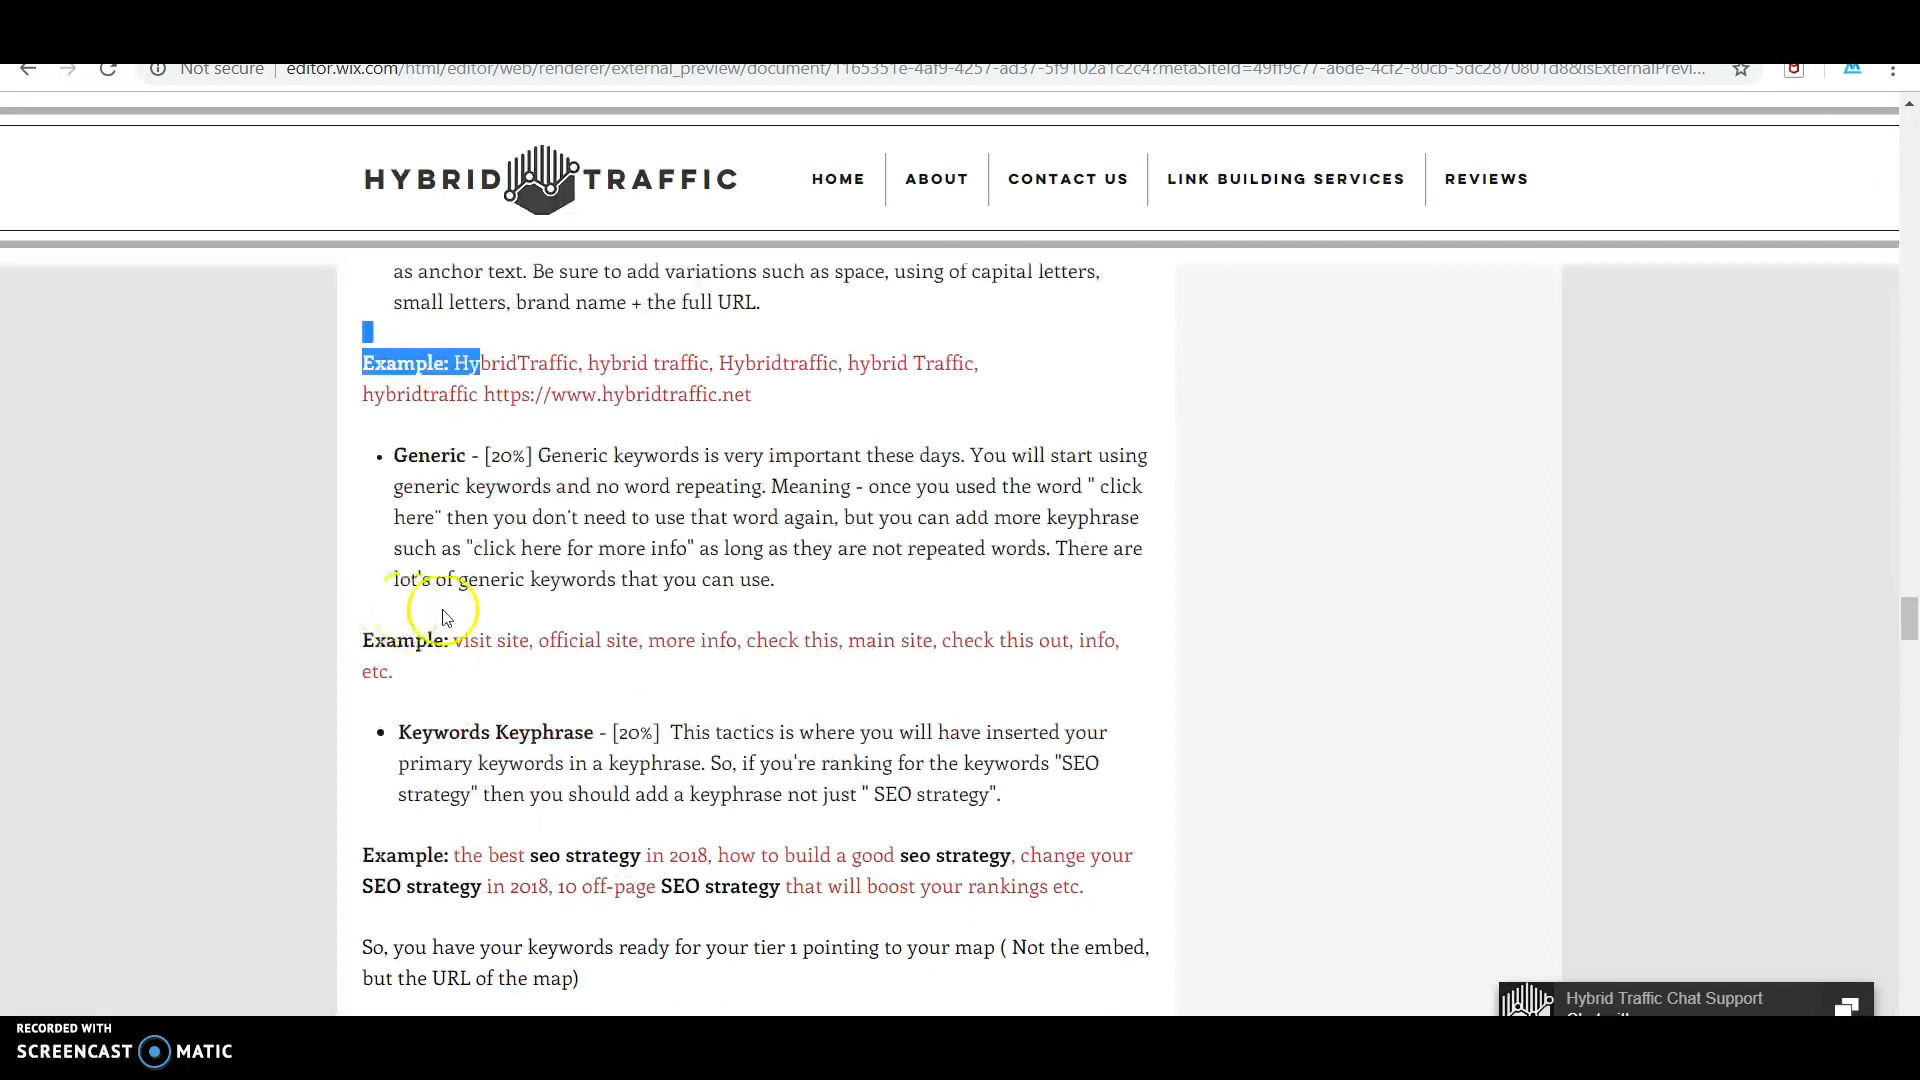 Not secure editor.wix.com/html/editor/web/renderer/external_preview/document/1165351e-4af9-4257-ad37-5f9102a1c2c4?metaSiteId=49ff9c77-a6de-4cf2-80cb-5dc2870801d8&isExternalPrevi...
HYBRID TRAFFIC HOME ABOUT CONTACT US LINK BUILDING SERVICES REVIEWS
as anchor text. Be sure to add variations such as space, using of capital letters,
small letters, brand name + the full URL.
Example: HybridTraffic, hybrid traffic, Hybridtraffic, hybrid Traffic,
hybridtraffic https://www.hybridtraffic.net
• Generic - [20%] Generic keywords is very important these days. You will start using
generic keywords and no word repeating. Meaning - once you used the word " click
here" then you don't need to use that word again, but you can add more keyphrase
such as "click here for more info" as long as they are not repeated words. There are
lot's of generic keywords that you can use.
Example: visit site, official site, more info, check this, main site, check this out, info,
etc.
• Keywords Keyphrase - [20%] This tactics is where you will have inserted your
primary keywords in a keyphrase. So, if you're ranking for the keywords "SEO
strategy" then you should add a keyphrase not just " SEO strategy".
Example: the best seo strategy in 2018, how to build a good seo strategy, change your
SEO strategy in 2018, 10 off-page SEO strategy that will boost your rankings etc.
So, you have your keywords ready for your tier 1 pointing to your map ( Not the embed,
but the URL of the map)
Hybrid Traffic Chat Support
RECORDED WITH
SCREENCAST MATIC